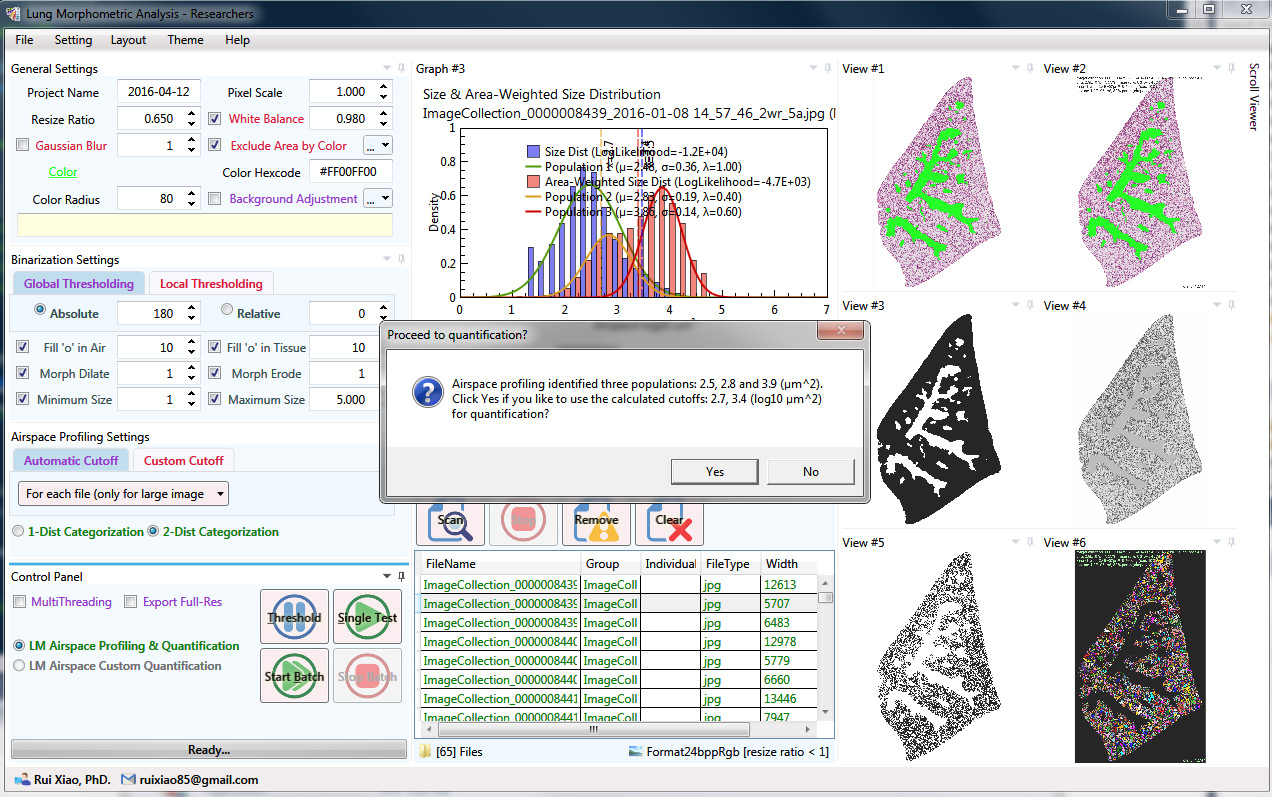 Lung Morphometric Analysis - Researchers
File Setting Layout Theme Help
General Settings
Project Name 2016-04-12 Pixel Scale 1.000
Resize Ratio 0.650 White Balance 0.980
Gaussian Blur 1 Exclude Area by Color ...
Color Color Hexcode #FF00FF00
Color Radius 80 Background Adjustment ...
Binarization Settings
Global Thresholding Local Thresholding
Absolute 180 Relative 0
Fill 'o' in Air 10 Fill 'o' in Tissue 10
Morph Dilate 1 Morph Erode 1
Minimum Size 1 Maximum Size 5.000
Airspace Profiling Settings
Automatic Cutoff Custom Cutoff
For each file (only for large image
1-Dist Categorization 2-Dist Categorization
Control Panel
MultiThreading Export Full-Res
Threshold Single Test
LM Airspace Profiling & Quantification
LM Airspace Custom Quantification
Start Batch Stop Batch
Ready...
Rui Xiao, PhD. ruixiao85@gmail.com
Graph #3
Size & Area-Weighted Size Distribution
ImageCollection_0000008439_2016-01-08 14_57_46_2wr_5a.jpg (
Size Dist (LogLikelihood=-1.2E+04)
Population 1 (μ=2.48, σ=0.36, λ=1.00)
Area-Weighted Size Dist (LogLikelihood=-4.7E+03)
Population 2 (μ=2.83, σ=0.19, λ=0.40)
Population 3 (μ=3.86, σ=0.14, λ=0.60)
Density
1
0.8
0.6
0.4
0.2
0
0 1 2 3 4 5 6 7
Proceed to quantification?
Airspace profiling identified three populations: 2.5, 2.8 and 3.9 (µm^2).
Click Yes if you like to use the calculated cutoffs: 2.7, 3.4 (log10 µm^2)
for quantification?
Yes No
Scan Stop Remove Clear
FileName Group Individual FileType Width
ImageCollection_0000008439 ImageColl jpg 12613
ImageCollection_0000008439 ImageColl jpg 5707
ImageCollection_0000008439 ImageColl jpg 6483
ImageCollection_0000008440 ImageColl jpg 12978
ImageCollection_0000008440 ImageColl jpg 5779
ImageCollection_0000008440 ImageColl jpg 6660
ImageCollection_0000008441 ImageColl jpg 13446
ImageCollection_0000008441 ImageColl jpg 7947
[65] Files Format24bppRgb [resize ratio < 1]
View #1 View #2
View #3 View #4
View #5 View #6
Scroll Viewer